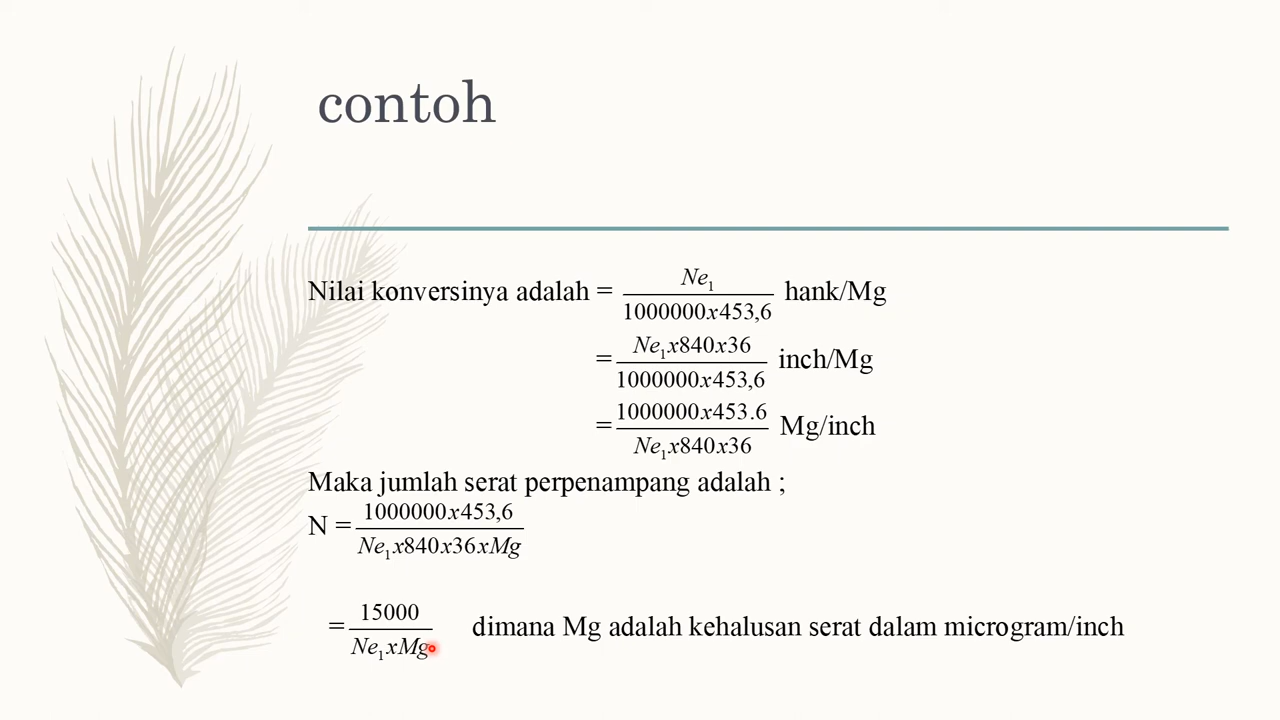 contoh
Nilai konversinya adalah = Ne₁ / 1000000x453,6 hank/Mg
= Ne₁x840x36 / 1000000x453,6 inch/Mg
= 1000000x453.6 / Ne₁x840x36 Mg/inch
Maka jumlah serat perpenampang adalah ;
N = 1000000x453,6 / Ne₁x840x36xMg
= 15000 / Ne₁xMg dimana Mg adalah kehalusan serat dalam microgram/inch